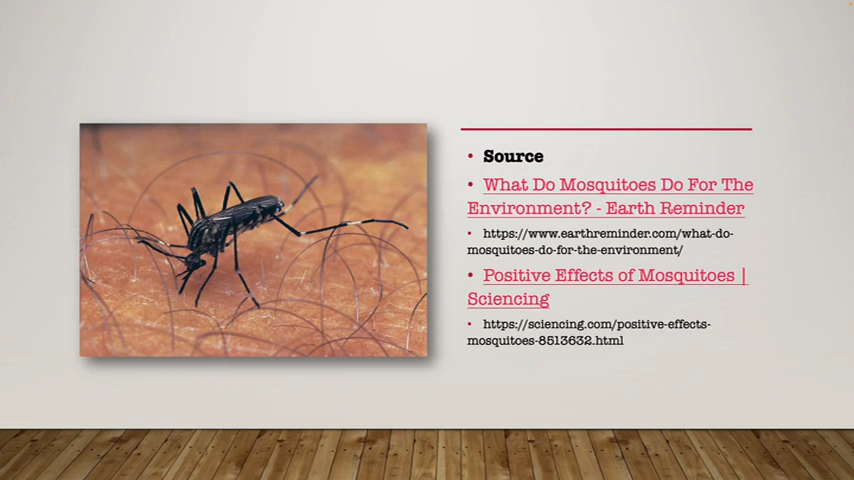 Source
What Do Mosquitoes Do For The
Environment? - Earth Reminder
https://www.earthreminder.com/what-do-
mosquitoes-do-for-the-environment/
Positive Effects of Mosquitoes |
Sciencing
https://sciencing.com/positive-effects-
mosquitoes-8513632.html